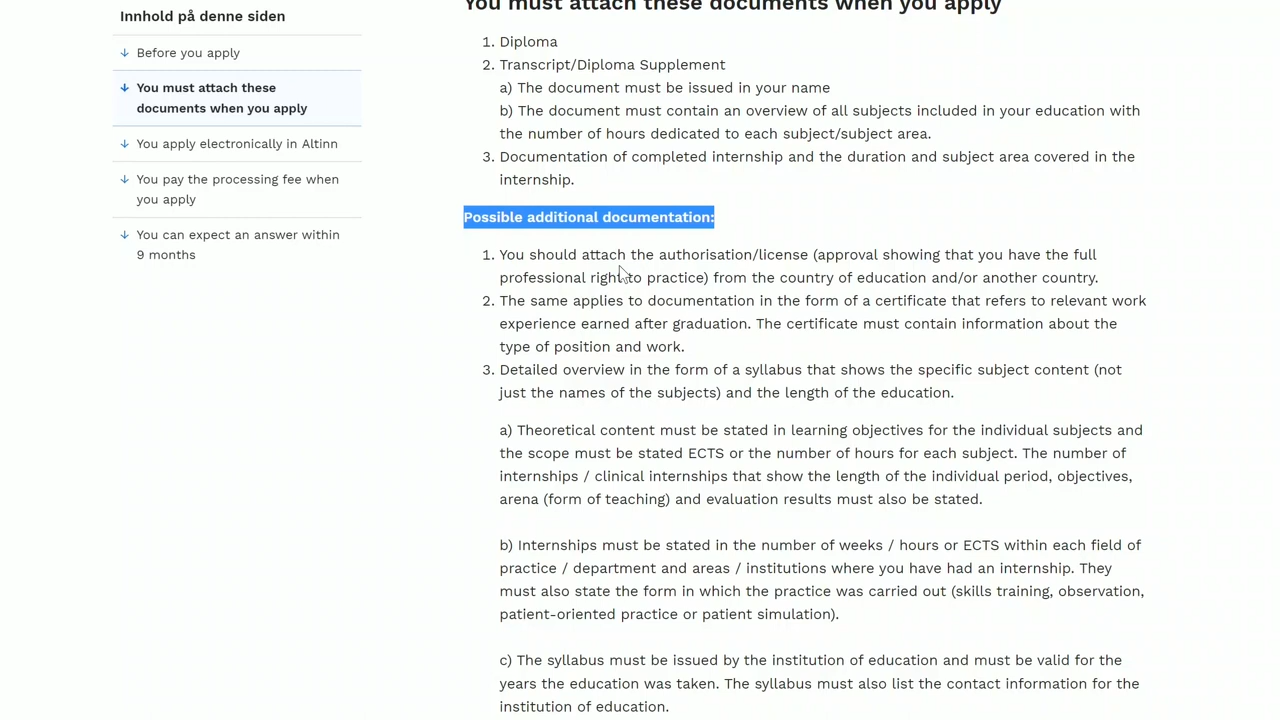 Innhold på denne siden
Before you apply
You must attach these
documents when you apply
You apply electronically in Altinn
You pay the processing fee when
you apply
You can expect an answer within
9 months
You must attach these documents when you apply
1. Diploma
2. Transcript/Diploma Supplement
a) The document must be issued in your name
b) The document must contain an overview of all subjects included in your education with
the number of hours dedicated to each subject/subject area.
3. Documentation of completed internship and the duration and subject area covered in the
internship.
Possible additional documentation:
1. You should attach the authorisation/license (approval showing that you have the full
professional right to practice) from the country of education and/or another country.
2. The same applies to documentation in the form of a certificate that refers to relevant work
experience earned after graduation. The certificate must contain information about the
type of position and work.
3. Detailed overview in the form of a syllabus that shows the specific subject content (not
just the names of the subjects) and the length of the education.
a) Theoretical content must be stated in learning objectives for the individual subjects and
the scope must be stated ECTS or the number of hours for each subject. The number of
internships / clinical internships that show the length of the individual period, objectives,
arena (form of teaching) and evaluation results must also be stated.
b) Internships must be stated in the number of weeks / hours or ECTS within each field of
practice / department and areas / institutions where you have had an internship. They
must also state the form in which the practice was carried out (skills training, observation,
patient-oriented practice or patient simulation).
c) The syllabus must be issued by the institution of education and must be valid for the
years the education was taken. The syllabus must also list the contact information for the
institution of education.